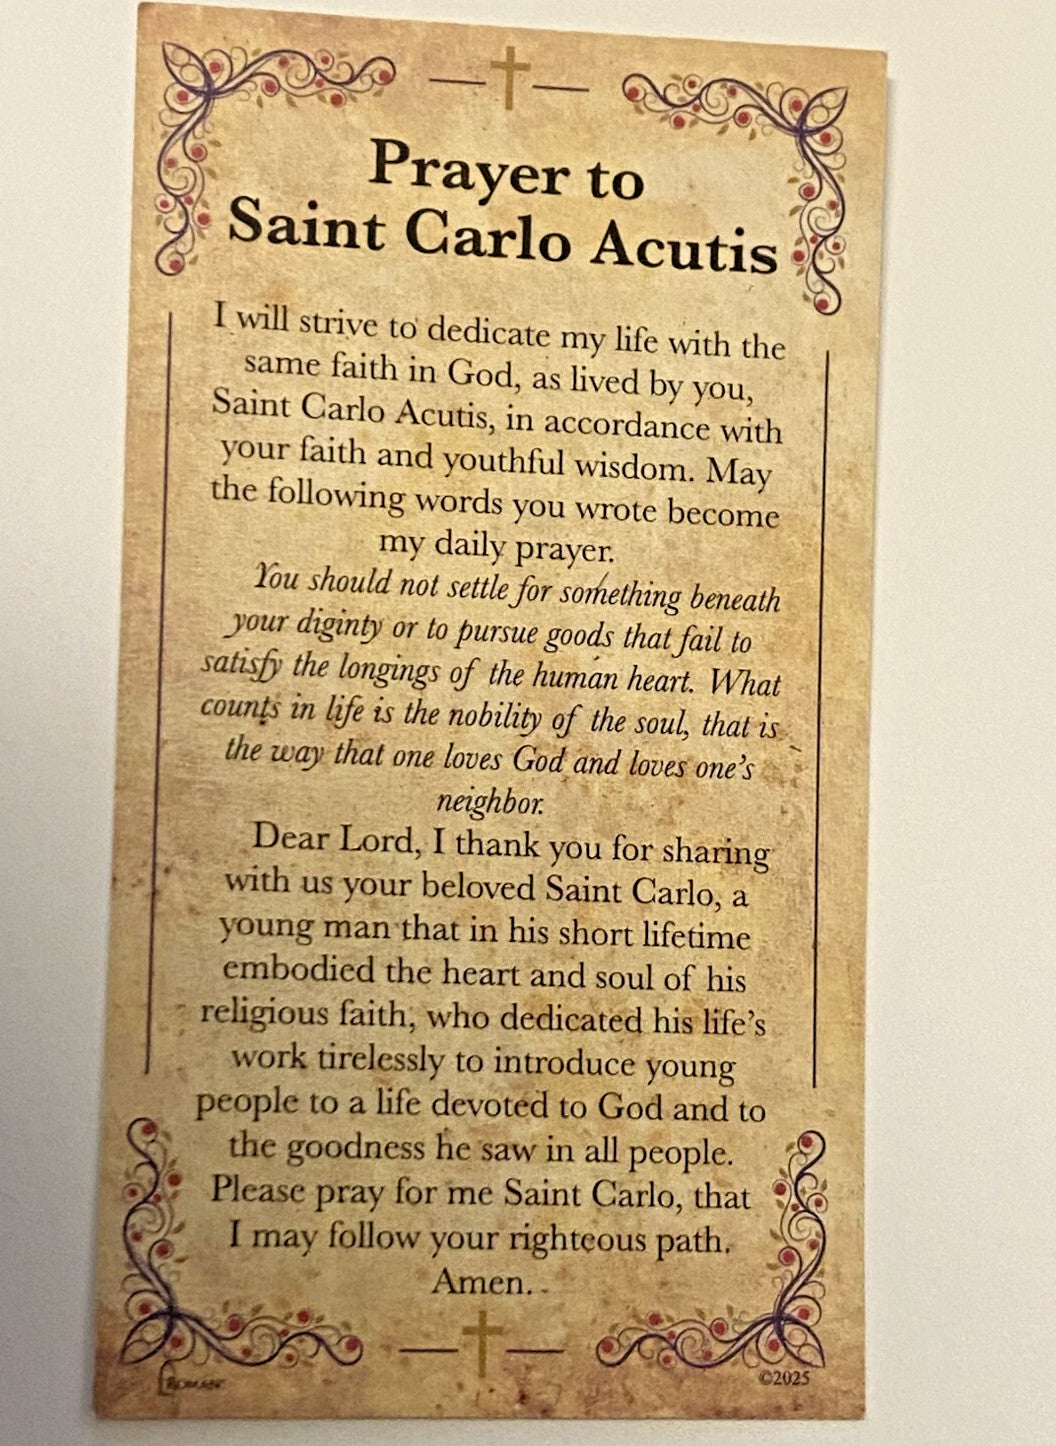 Prayer to
Saint Carlo Acutis
I will strive to dedicate my life with the
same faith in God, as lived by you,
Saint Carlo Acutis, in accordance with
your faith and youthful wisdom. May
the following words you wrote become
my daily prayer.
You should not settle for something beneath
your diginty or to pursue goods that fail to
satisfy the longings of the human heart. What
counts in life is the nobility of the soul, that is
the way that one loves God and loves one's
neighbor.
Dear Lord, I thank you for sharing
with us your beloved Saint Carlo, a
young man that in his short lifetime
embodied the heart and soul of his
religious faith, who dedicated his life's
work tirelessly to introduce young
people to a life devoted to God and to
the goodness he saw in all people.
Please pray for me Saint Carlo, that
I may follow your righteous path.
Amen.
©2025